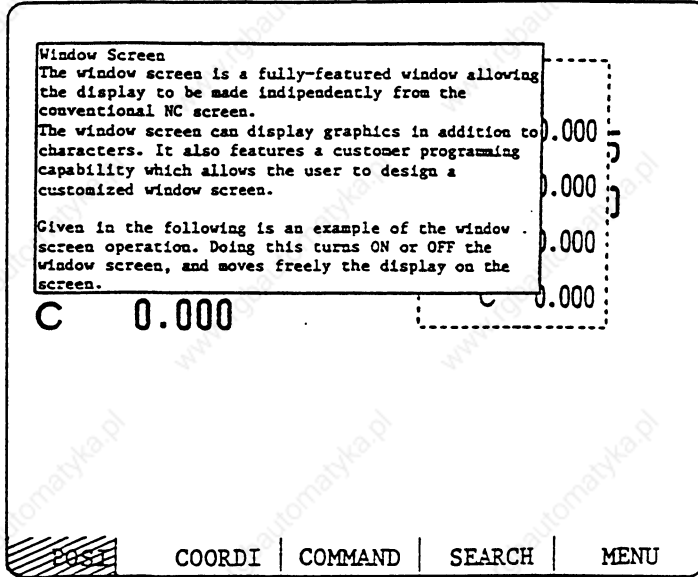 Window Screen
The window screen is a fully-featured window allowing
the display to be made indipendently from the
conventional NC screen.
The window screen can display graphics in addition to
characters. It also features a customer programming
capability which allows the user to design a
customized window screen.
Given in the following is an example of the window
screen operation. Doing this turns ON or OFF the
window screen, and moves freely the display on the
screen.
0.000
0.000
0.000
C 0.000
C 0.000
POSI COORDI COMMAND SEARCH MENU
www.rgbautomatyka.pl